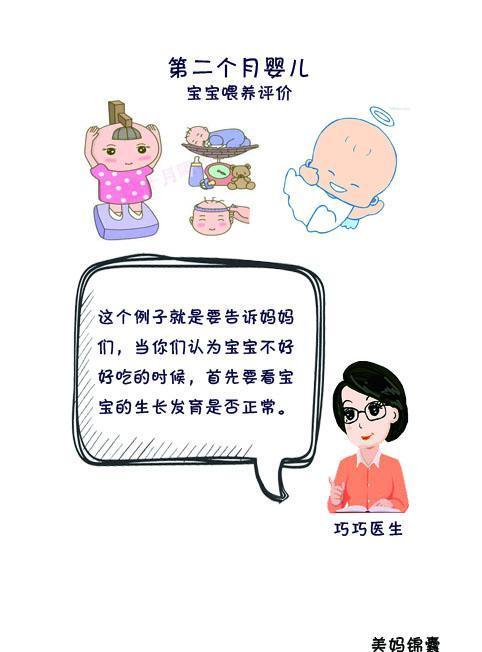 第二个月婴儿
宝宝喂养评价
这个例子就是要告诉妈妈
们，当你们认为宝宝不好
好吃的时候，首先要看宝
宝的生长发育是否正常。
巧巧医生
美妈锦囊